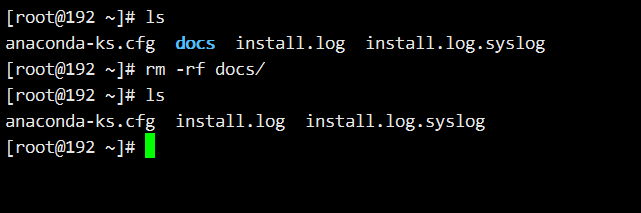 [root@192 ~]# ls
anaconda-ks.cfg  docs  install.log  install.log.syslog
[root@192 ~]# rm -rf docs/
[root@192 ~]# ls
anaconda-ks.cfg  install.log  install.log.syslog
[root@192 ~]#